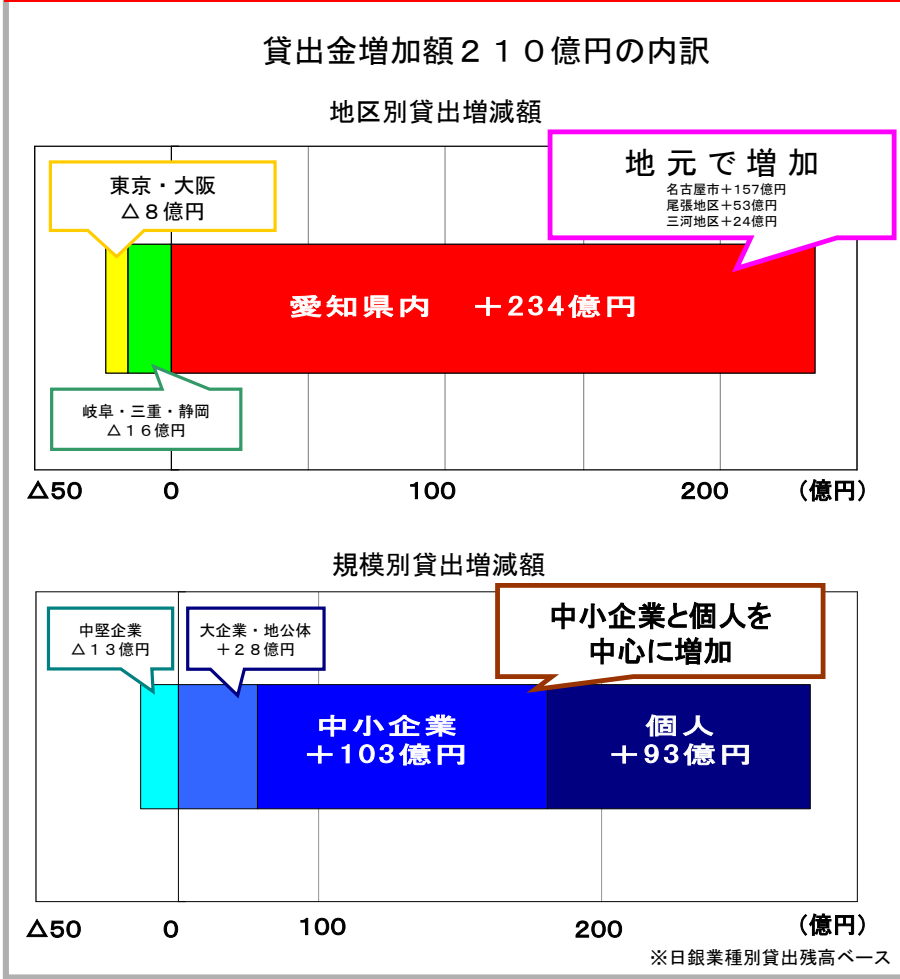 貸出金増加額２１０億円の内訳
地区別貸出増減額
地元で増加
名古屋市＋157億円
尾張地区＋53億円
三河地区＋24億円
東京・大阪
△８億円
愛知県内　＋234億円
岐阜・三重・静岡
△１６億円
△50 0 100 200 (億円)
規模別貸出増減額
中堅企業
△１３億円
大企業・地公体
＋２８億円
中小企業と個人を
中心に増加
中小企業
＋103億円
個人
＋93億円
△50 0 100 200 (億円)
※日銀業種別貸出残高ベース